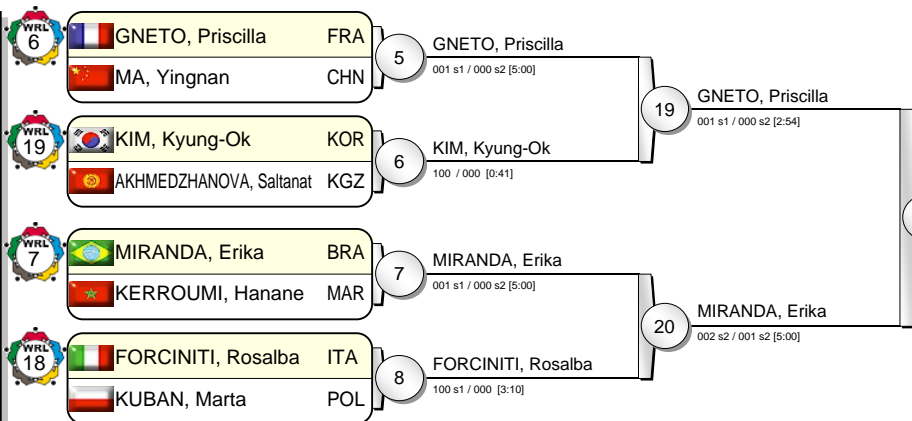 WRL
6
GNETO, Priscilla FRA
MA, Yingnan CHN
5
GNETO, Priscilla
001 s1 / 000 s2 [5:00]
WRL
19
KIM, Kyung-Ok KOR
AKHMEDZHANOVA, Saltanat KGZ
6
KIM, Kyung-Ok
100 / 000 [0:41]
19
GNETO, Priscilla
001 s1 / 000 s2 [2:54]
WRL
7
MIRANDA, Erika BRA
KERROUMI, Hanane MAR
7
MIRANDA, Erika
001 s1 / 000 s2 [5:00]
WRL
18
FORCINITI, Rosalba ITA
KUBAN, Marta POL
8
FORCINITI, Rosalba
100 s1 / 000 [3:10]
20
MIRANDA, Erika
002 s2 / 001 s2 [5:00]